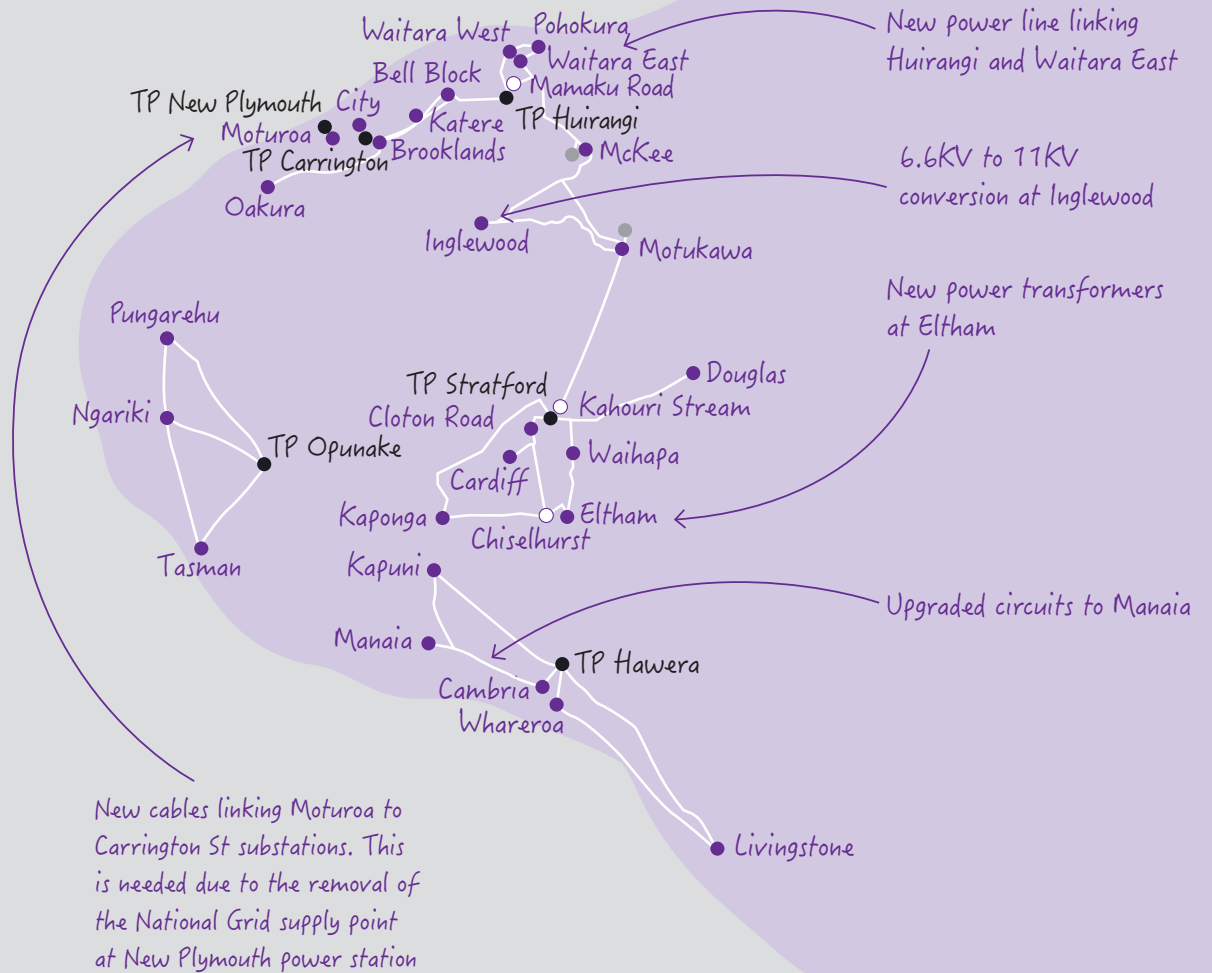 Waitara West
Pohokura
Waitara East
Bell Block
Mamaku Road
TP New Plymouth
City
Katere
TP Huirangi
Moturoa
Brooklands
McKee
TP Carrington
Oakura
Inglewood
Motukawa
New power line linking
Huirangi and Waitara East
6.6KV to 11KV
conversion at Inglewood
New power transformers
at Eltham
Pungarehu
Ngariki
TP Opunake
Tasman
TP Stratford
Douglas
Cloton Road
Kahouri Stream
Cardiff
Waihapa
Kaponga
Eltham
Chiselhurst
Kapuni
Upgraded circuits to Manaia
Manaia
TP Hawera
Cambria
Whareroa
Livingstone
New cables linking Moturoa to
Carrington St substations. This
is needed due to the removal of
the National Grid supply point
at New Plymouth power station